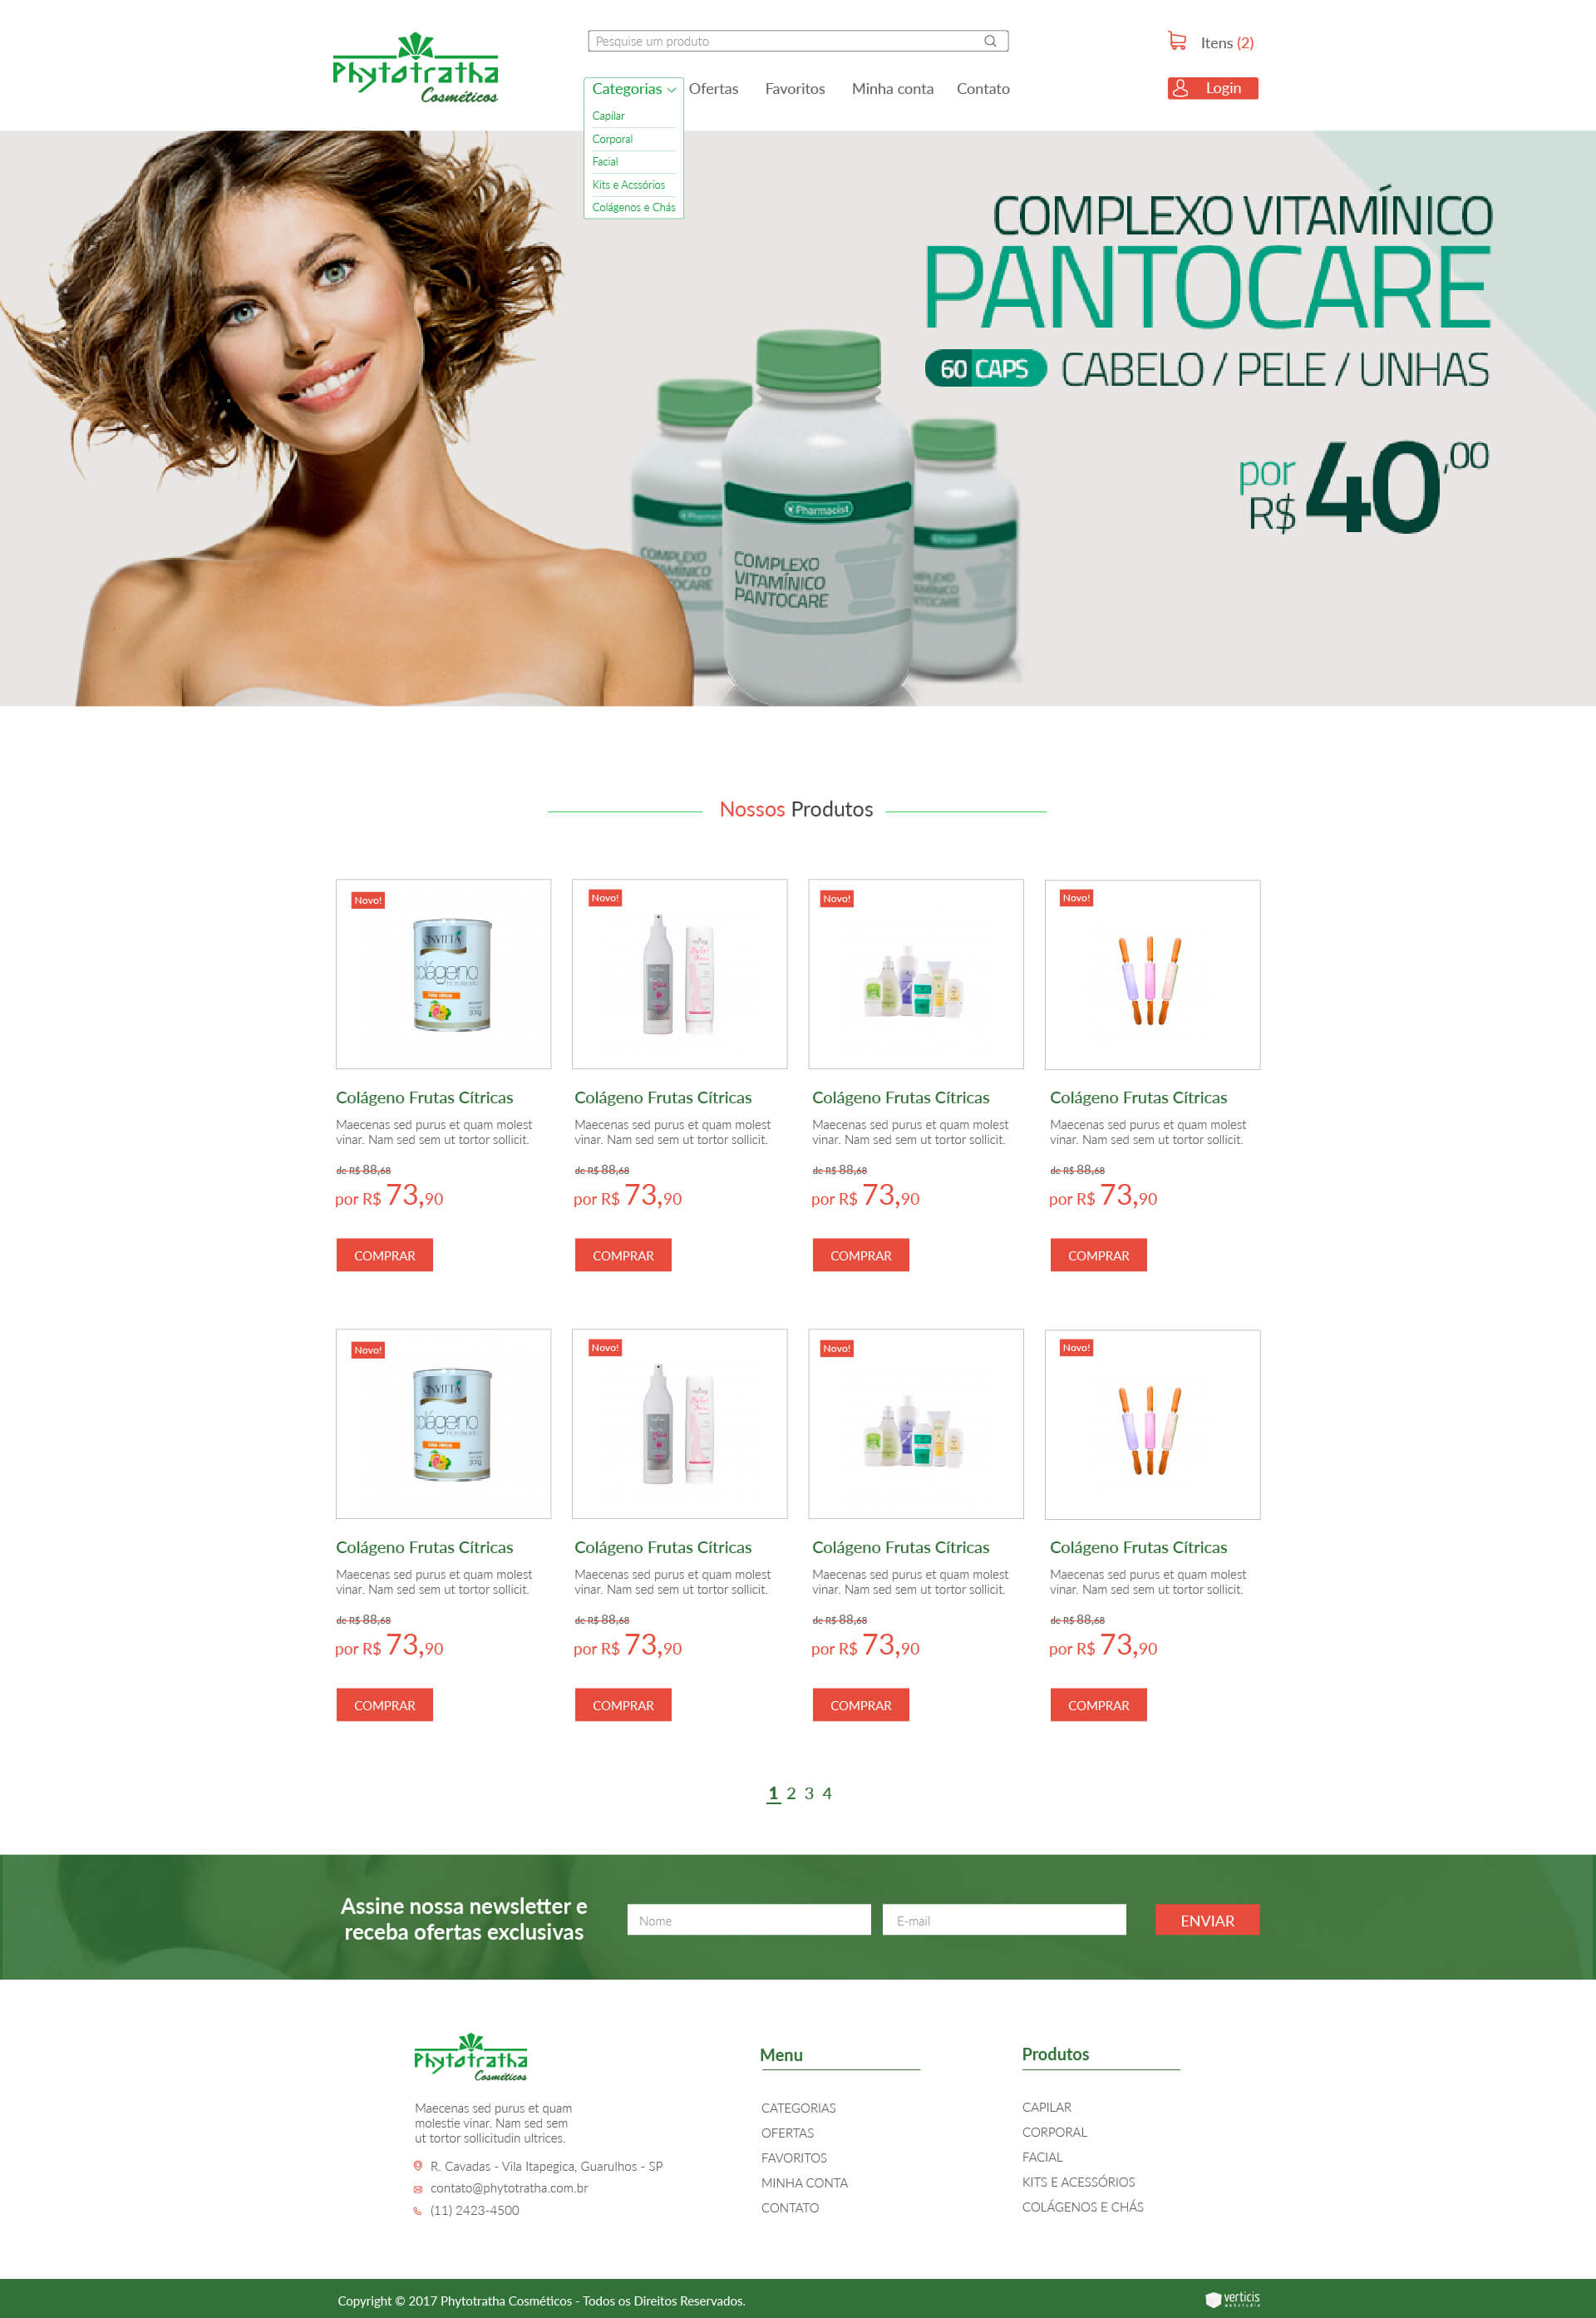 Phytotratha
Cosméticos
Pesquise um produto
Itens (2)
Categorias Ofertas Favoritos Minha conta Contato
Login
Capilar
Corporal
Facial
Kits e Acssórios
Colágenos e Chás
COMPLEXO VITAMÍNICO
PANTOCARE
60 CAPS CABELO / PELE / UNHAS
por
R$ 40,00
Pharmacist
COMPLEXO
VITAMÍNICO
PANTOCARE
Nossos Produtos
Novo! Novo! Novo! Novo!
colágeno
Colágeno Frutas Cítricas Colágeno Frutas Cítricas Colágeno Frutas Cítricas Colágeno Frutas Cítricas
Maecenas sed purus et quam molest Maecenas sed purus et quam molest Maecenas sed purus et quam molest Maecenas sed purus et quam molest
vinar. Nam sed sem ut tortor sollicit. vinar. Nam sed sem ut tortor sollicit. vinar. Nam sed sem ut tortor sollicit. vinar. Nam sed sem ut tortor sollicit.
de R$ 88,68 de R$ 88,68 de R$ 88,68 de R$ 88,68
por R$ 73,90 por R$ 73,90 por R$ 73,90 por R$ 73,90
COMPRAR COMPRAR COMPRAR COMPRAR
Novo! Novo! Novo! Novo!
colágeno
Colágeno Frutas Cítricas Colágeno Frutas Cítricas Colágeno Frutas Cítricas Colágeno Frutas Cítricas
Maecenas sed purus et quam molest Maecenas sed purus et quam molest Maecenas sed purus et quam molest Maecenas sed purus et quam molest
vinar. Nam sed sem ut tortor sollicit. vinar. Nam sed sem ut tortor sollicit. vinar. Nam sed sem ut tortor sollicit. vinar. Nam sed sem ut tortor sollicit.
de R$ 88,68 de R$ 88,68 de R$ 88,68 de R$ 88,68
por R$ 73,90 por R$ 73,90 por R$ 73,90 por R$ 73,90
COMPRAR COMPRAR COMPRAR COMPRAR
1 2 3 4
Assine nossa newsletter e
receba ofertas exclusivas
Nome E-mail ENVIAR
Phytotratha
Cosméticos
Maecenas sed purus et quam
molestie vinar. Nam sed sem
ut tortor sollicitudin ultrices.
R. Cavadas - Vila Itapegica, Guarulhos - SP
contato@phytotratha.com.br
(11) 2423-4500
Menu
CATEGORIAS
OFERTAS
FAVORITOS
MINHA CONTA
CONTATO
Produtos
CAPILAR
CORPORAL
FACIAL
KITS E ACESSÓRIOS
COLÁGENOS E CHÁS
Copyright © 2017 Phytotratha Cosméticos - Todos os Direitos Reservados.
verticis